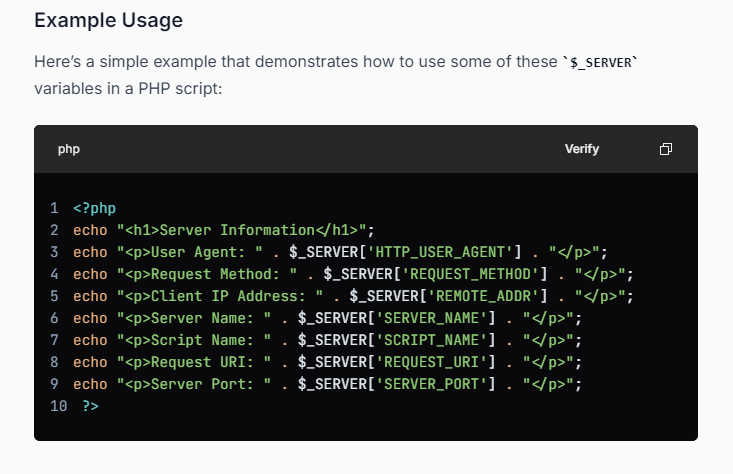 Example Usage
Here’s a simple example that demonstrates how to use some of these `$_SERVER`
variables in a PHP script:
php Verify
1 <?php
2 echo "<h1>Server Information</h1>";
3 echo "<p>User Agent: " . $_SERVER['HTTP_USER_AGENT'] . "</p>";
4 echo "<p>Request Method: " . $_SERVER['REQUEST_METHOD'] . "</p>";
5 echo "<p>Client IP Address: " . $_SERVER['REMOTE_ADDR'] . "</p>";
6 echo "<p>Server Name: " . $_SERVER['SERVER_NAME'] . "</p>";
7 echo "<p>Script Name: " . $_SERVER['SCRIPT_NAME'] . "</p>";
8 echo "<p>Request URI: " . $_SERVER['REQUEST_URI'] . "</p>";
9 echo "<p>Server Port: " . $_SERVER['SERVER_PORT'] . "</p>";
10 ?>